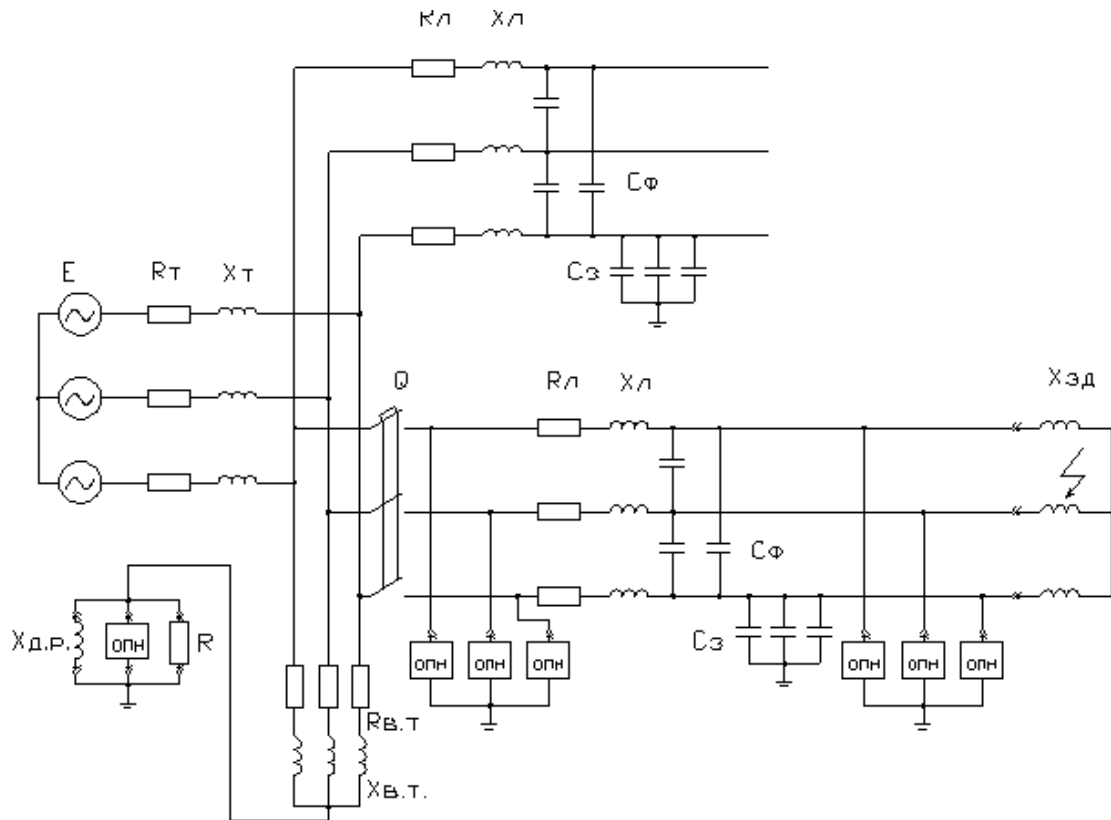 Rл Xл
Cф
Cз
E Rт Xт
Q Rл Xл Xэд
Cф
Xд.р. опн R
опн опн опн Cз опн опн опн
Rв.т
Xв.т.